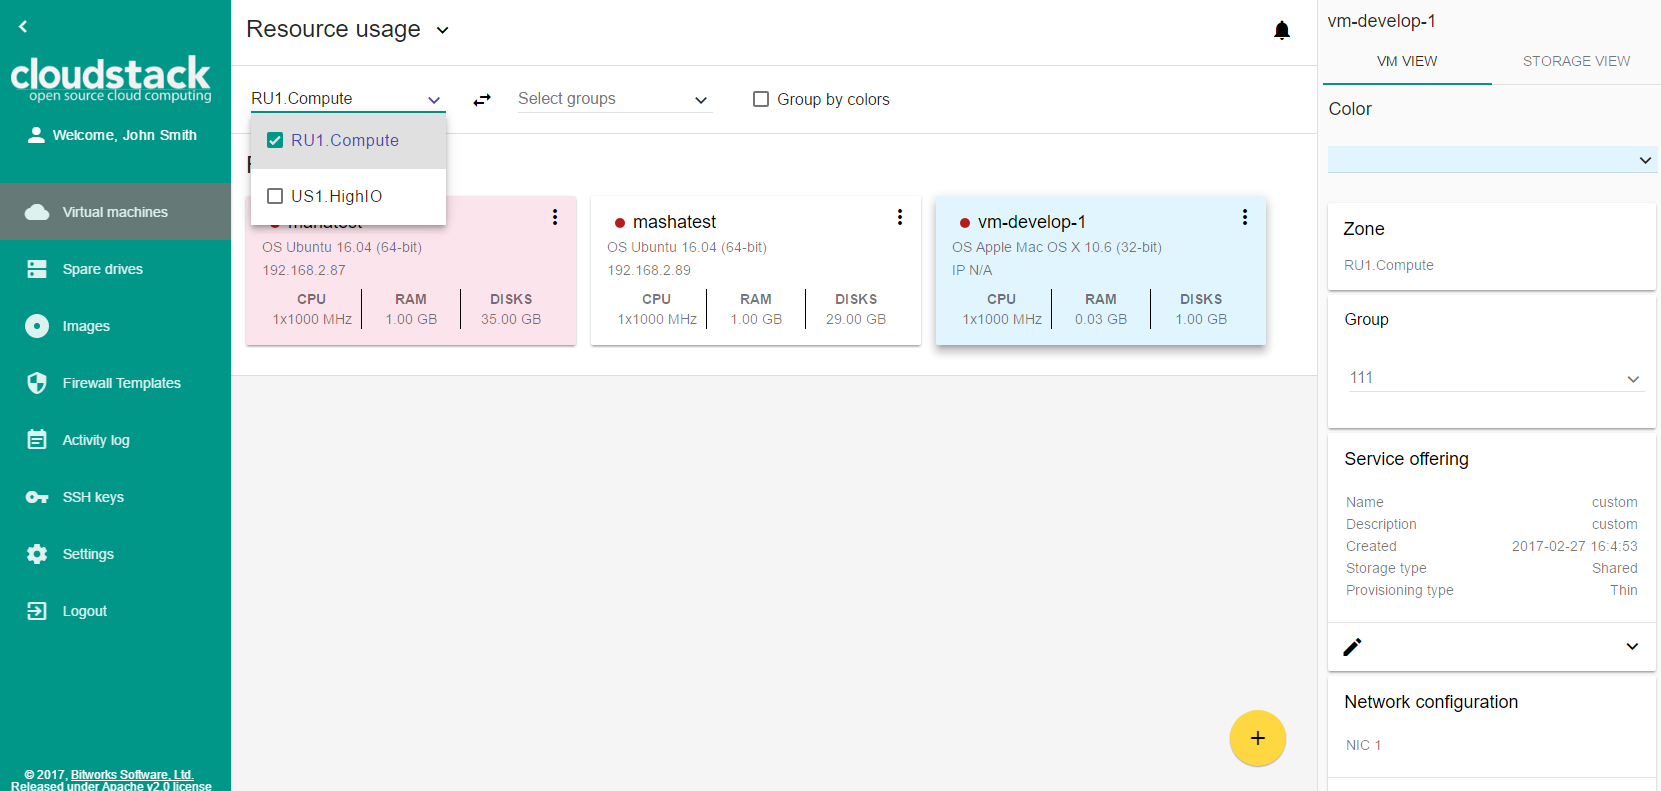 cloudstack
open source cloud computing
Welcome, John Smith
Virtual machines
Spare drives
Images
Firewall Templates
Activity log
SSH keys
Settings
Logout
© 2017, Bitworks Software, Ltd.
Released under Apache v2.0 license
Resource usage
RU1.Compute
Select groups
Group by colors
RU1.Compute
US1.HighIO
OS Ubuntu 16.04 (64-bit)
192.168.2.87
CPU RAM DISKS
1x1000 MHz 1.00 GB 35.00 GB
mashatest
OS Ubuntu 16.04 (64-bit)
192.168.2.89
CPU RAM DISKS
1x1000 MHz 1.00 GB 29.00 GB
vm-develop-1
OS Apple Mac OS X 10.6 (32-bit)
IP N/A
CPU RAM DISKS
1x1000 MHz 0.03 GB 1.00 GB
vm-develop-1
VM VIEW STORAGE VIEW
Color
Zone
RU1.Compute
Group
111
Service offering
Name custom
Description custom
Created 2017-02-27 16:4:53
Storage type Shared
Provisioning type Thin
Network configuration
NIC 1